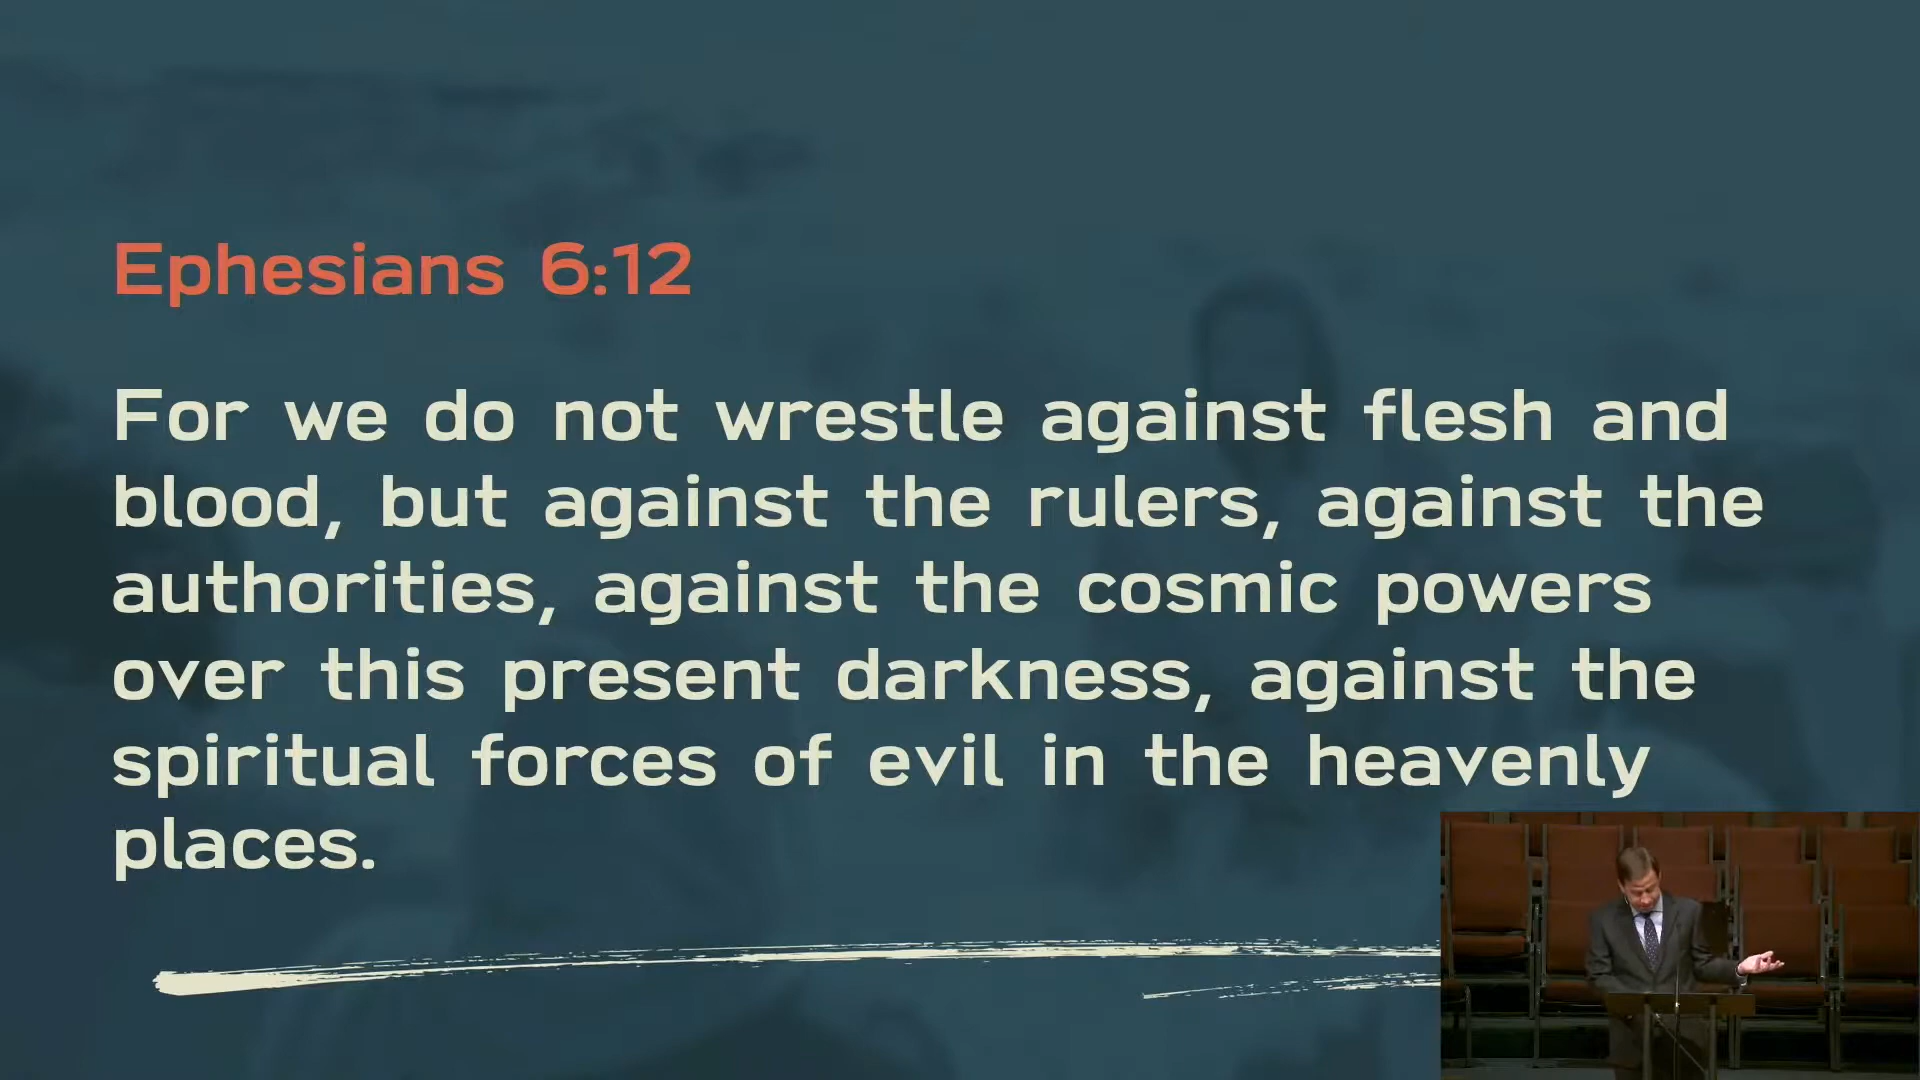 Ephesians 6:12
For we do not wrestle against flesh and
blood, but against the rulers, against the
authorities, against the cosmic powers
over this present darkness, against the
spiritual forces of evil in the heavenly
places.